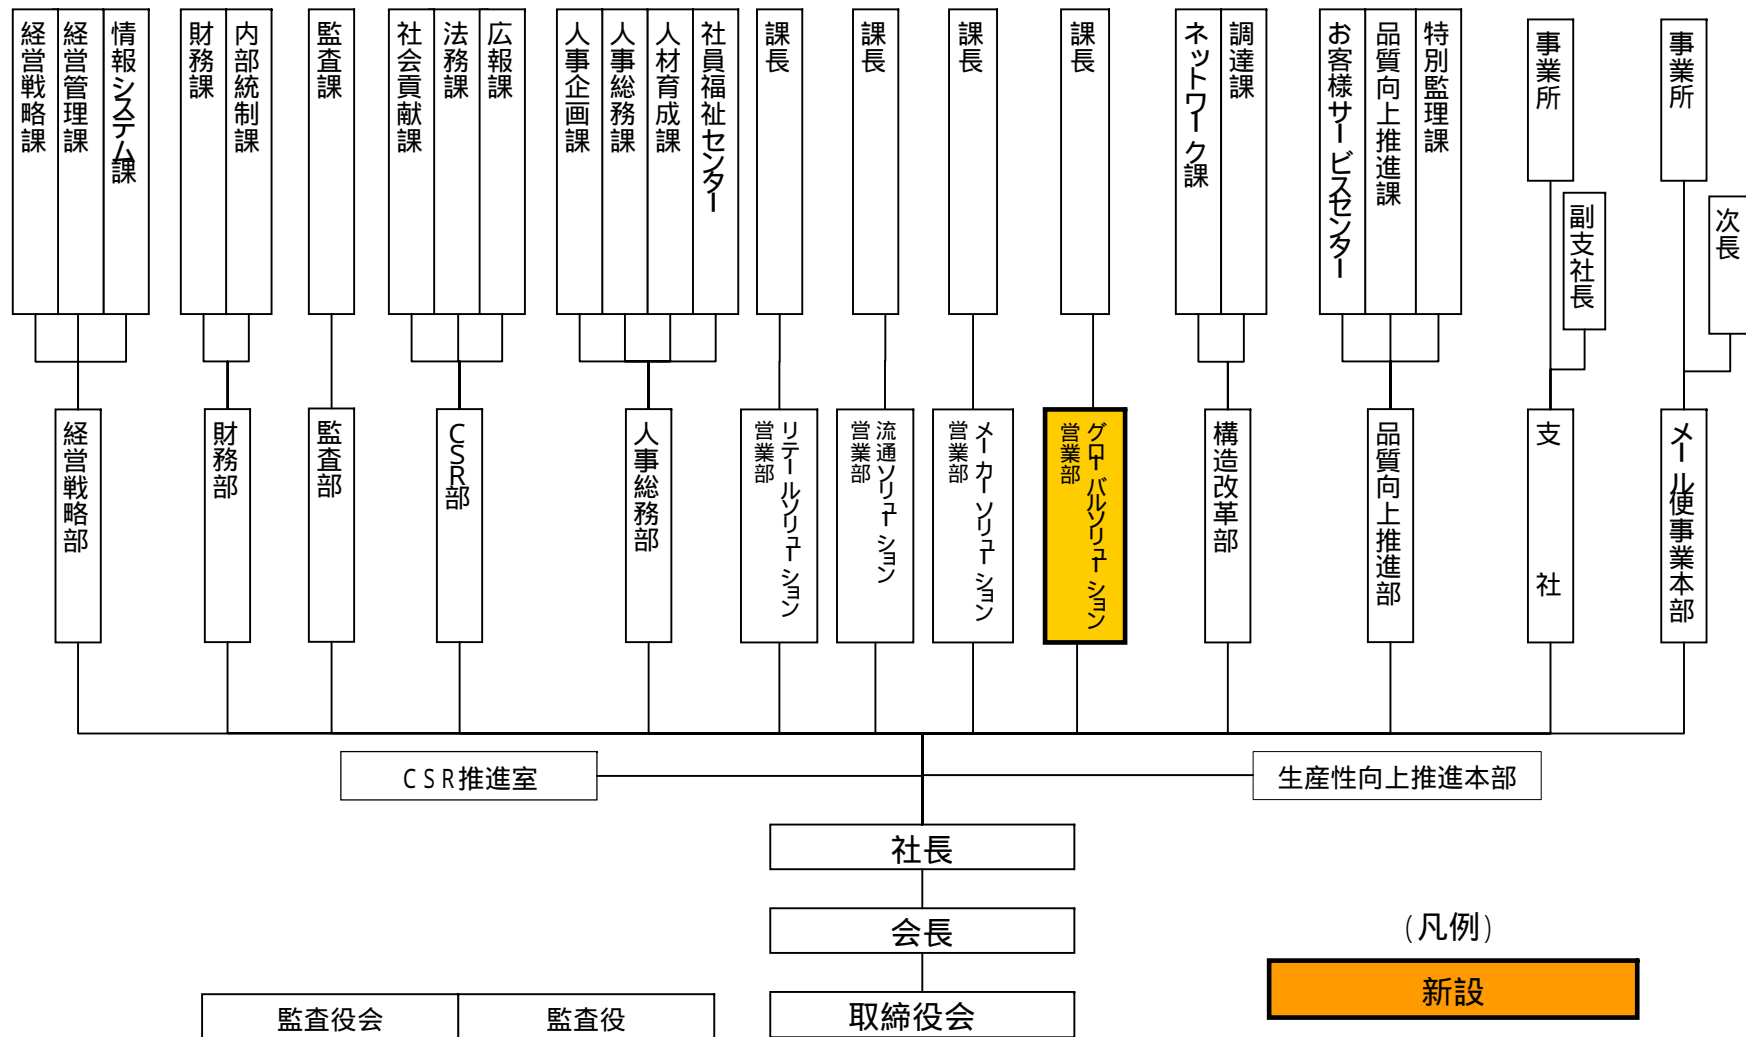 経営戦略課
経営管理課
情報システム課
財務課
内部統制課
監査課
社会貢献課
法務課
広報課
人事企画課
人事総務課
人材育成課
社員福祉センター
課長
課長
課長
課長
ネットワーク課
調達課
お客様サービスセンター
品質向上推進課
特別監理課
事業所
副支社長
事業所
次長
経営戦略部
財務部
監査部
CSR部
人事総務部
リテールソリューション
営業部
流通ソリューション
営業部
メーカーソリューション
営業部
グローバルソリューション
営業部
構造改革部
品質向上推進部
支社
メール便事業本部
CSR推進室
生産性向上推進本部
社長
会長
取締役会
監査役会
監査役
(凡例)
新設